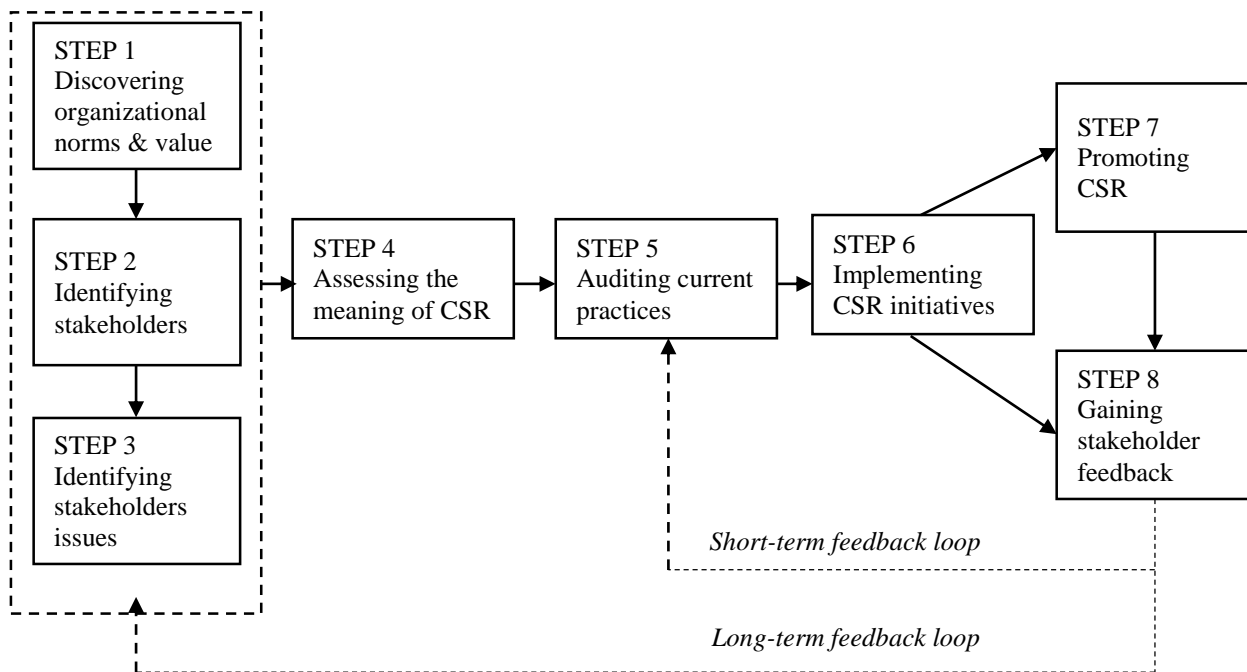 STEP 1
Discovering
organizational
norms & value
STEP 2
Identifying
stakeholders
STEP 3
Identifying
stakeholders
issues
STEP 4
Assessing the
meaning of CSR
STEP 5
Auditing current
practices
STEP 6
Implementing
CSR initiatives
STEP 7
Promoting
CSR
STEP 8
Gaining
stakeholder
feedback
Short-term feedback loop
Long-term feedback loop